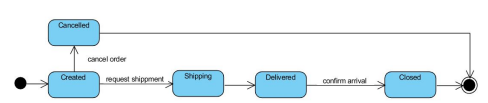 Cancelled
cancel order
Created
request shippment
Shipping
Delivered
confirm arrival
Closed